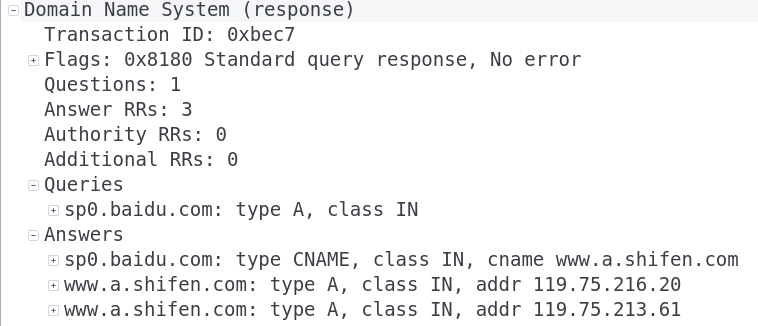 Domain Name System (response)
Transaction ID: 0xbec7
Flags: 0x8180 Standard query response, No error
Questions: 1
Answer RRs: 3
Authority RRs: 0
Additional RRs: 0
Queries
sp0.baidu.com: type A, class IN
Answers
sp0.baidu.com: type CNAME, class IN, cname www.a.shifen.com
www.a.shifen.com: type A, class IN, addr 119.75.216.20
www.a.shifen.com: type A, class IN, addr 119.75.213.61